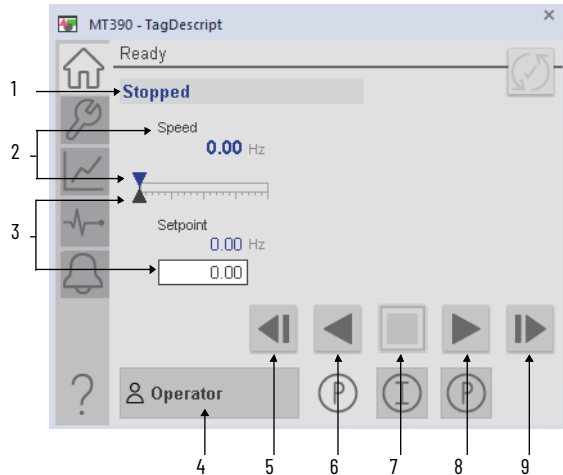 MT390 - TagDescript
×
Ready
1
Stopped
2
Speed
0.00 Hz
3
Setpoint
0.00 Hz
0.00
?
Operator
P
I
P
4
5
6
7
8
9